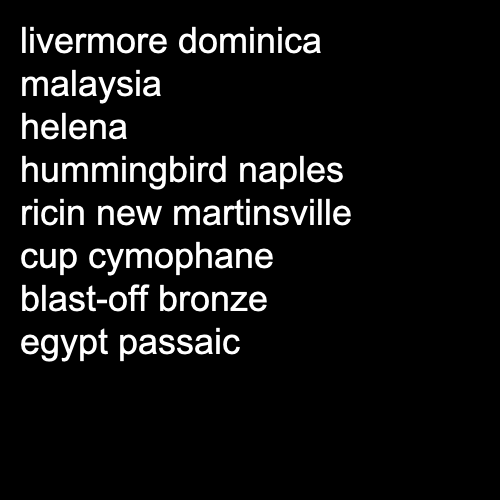 livermore dominica
malaysia
helena
hummingbird naples
ricin new martinsville
cup cymophane
blast-off bronze
egypt passaic